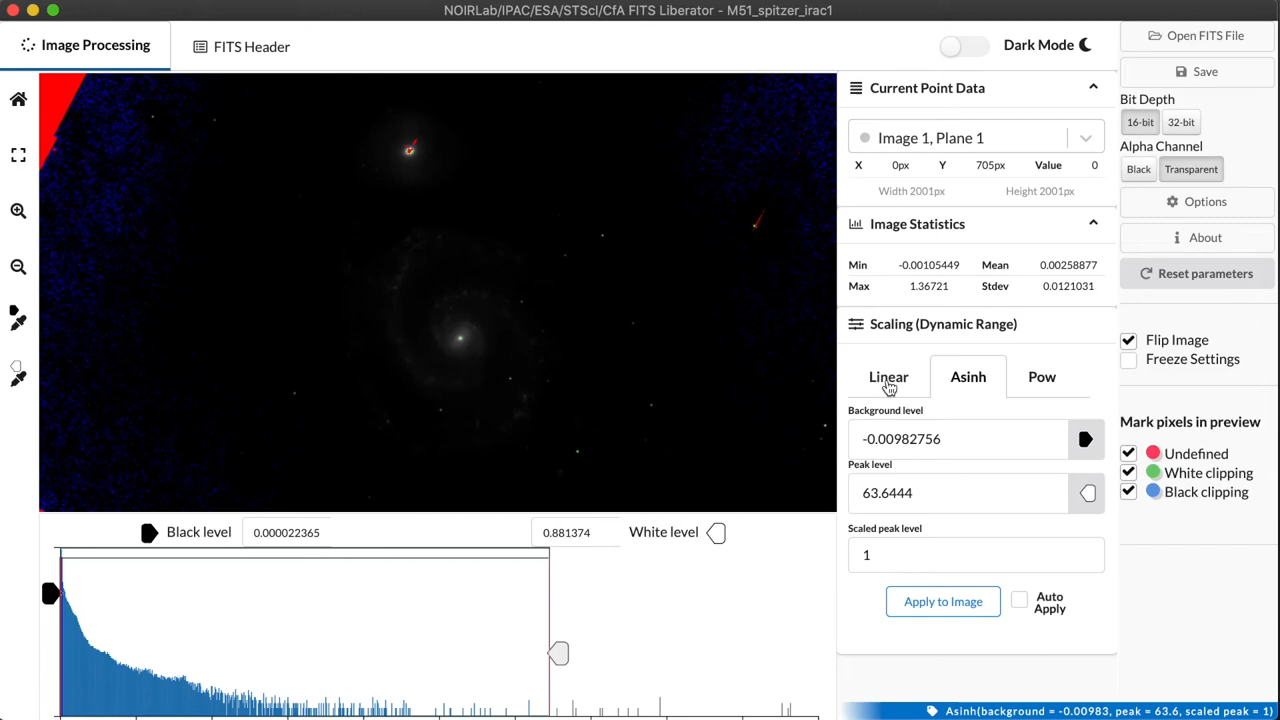 NOIRLab/IPAC/ESA/STScI/CfA FITS Liberator - M51_spitzer_irac1
Image Processing
FITS Header
Dark Mode
Open FITS File
Save
Bit Depth
16-bit 32-bit
Alpha Channel
Black Transparent
Options
About
Reset parameters
Flip Image
Freeze Settings
Mark pixels in preview
Undefined
White clipping
Black clipping
Current Point Data
Image 1, Plane 1
X 0px Y 705px Value 0
Width 2001px Height 2001px
Image Statistics
Min -0.00105449 Mean 0.00258877
Max 1.36721 Stdev 0.0121031
Scaling (Dynamic Range)
Linear Asinh Pow
Background level
-0.00982756
Peak level
63.6444
Scaled peak level
1
Apply to Image
Auto
Apply
Black level 0.000022365 0.881374 White level
Asinh(background = -0.00983, peak = 63.6, scaled peak = 1)